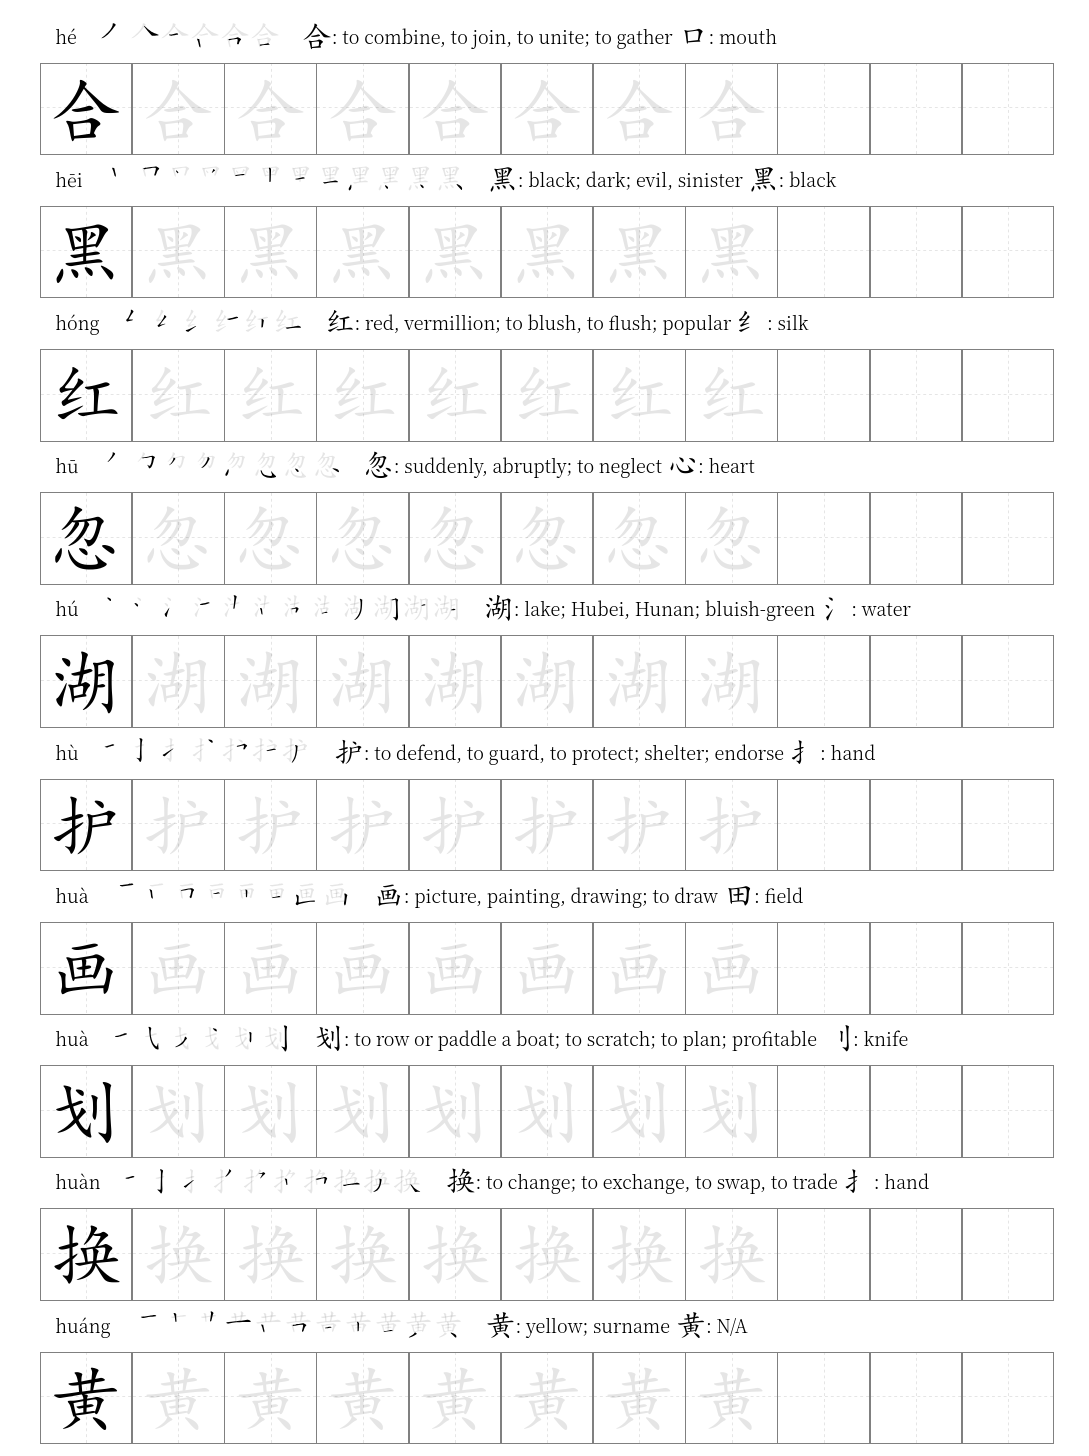 hé 合: to combine, to join, to unite; to gather 口: mouth
合 合 合 合 合 合 合 合
hēi 黑: black; dark; evil, sinister 黑: black
黑 黑 黑 黑 黑 黑 黑 黑
hóng 红: red, vermillion; to blush, to flush; popular 纟: silk
红 红 红 红 红 红 红 红
hū 忽: suddenly, abruptly; to neglect 心: heart
忽 忽 忽 忽 忽 忽 忽 忽
hú 湖: lake; Hubei, Hunan; bluish-green 氵: water
湖 湖 湖 湖 湖 湖 湖 湖
hù 护: to defend, to guard, to protect; shelter; endorse 扌: hand
护 护 护 护 护 护 护 护
huà 画: picture, painting, drawing; to draw 田: field
画 画 画 画 画 画 画 画
huà 划: to row or paddle a boat; to scratch; to plan; profitable 刂: knife
划 划 划 划 划 划 划 划
huàn 换: to change; to exchange, to swap, to trade 扌: hand
换 换 换 换 换 换 换 换
huáng 黄: yellow; surname 黄: N/A
黄 黄 黄 黄 黄 黄 黄 黄